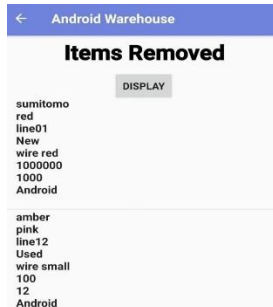 Android Warehouse
Items Removed
DISPLAY
sumitomo
red
line01
New
wire red
1000000
1000
Android
amber
pink
line12
Used
wire small
100
12
Android